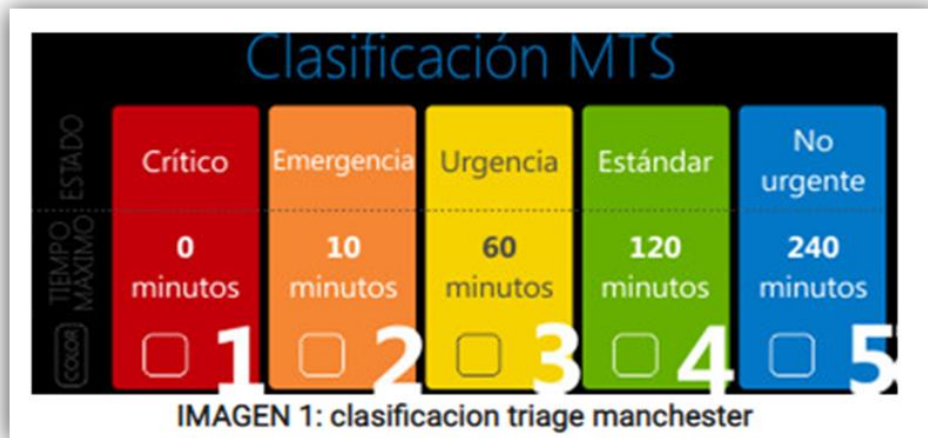 Clasificación MTS
ESTADO
Crítico
Emergencia
Urgencia
Estándar
No
urgente
TIEMPO
MÁXIMO
0
minutos
10
minutos
60
minutos
120
minutos
240
minutos
COLOR
1
2
3
4
5
IMAGEN 1: clasificacion triage manchester